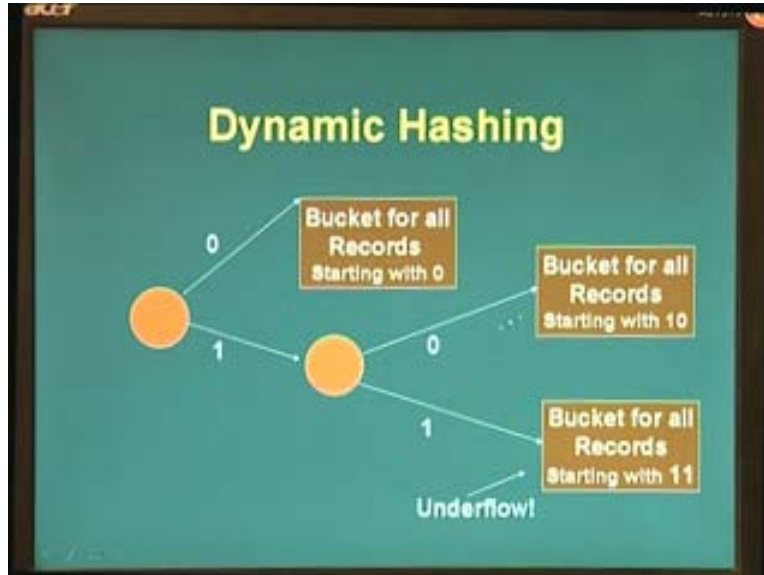 acer
Dynamic Hashing
0
Bucket for all
Records
Starting with 0
1
0
Bucket for all
Records
Starting with 10
1
Bucket for all
Records
Starting with 11
Underflow!